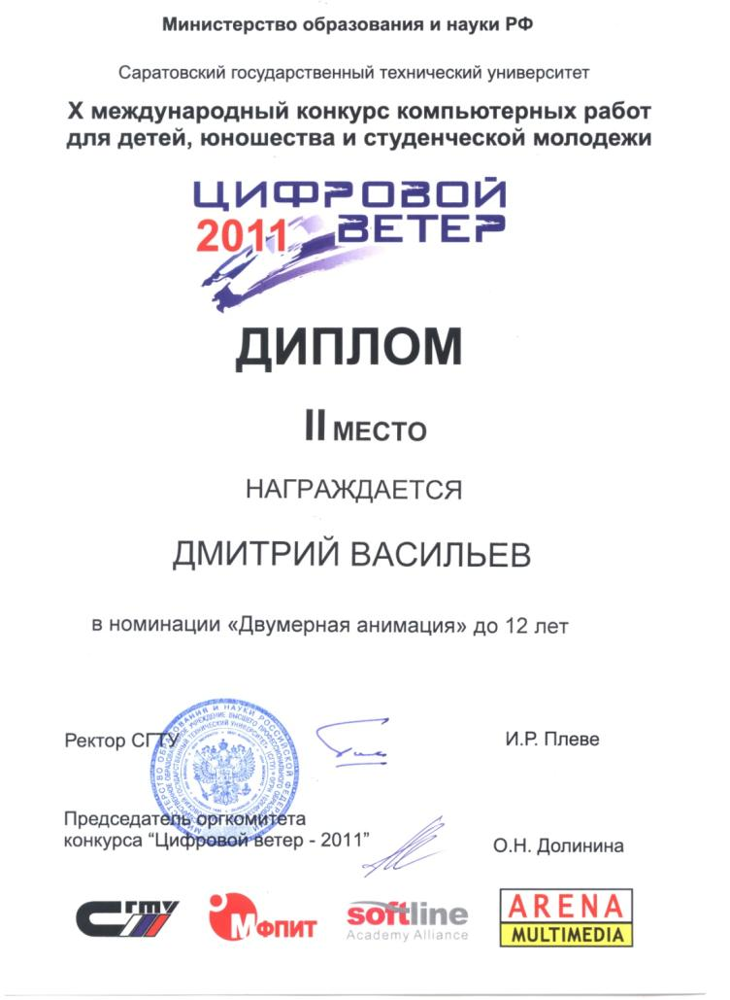 Министерство образования и науки РФ
Саратовский государственный технический университет
X международный конкурс компьютерных работ
для детей, юношества и студенческой молодежи
ЦИФРОВОЙ
2011 ВЕТЕР
ДИПЛОМ
II МЕСТО
НАГРАЖДАЕТСЯ
ДМИТРИЙ ВАСИЛЬЕВ
в номинации «Двумерная анимация» до 12 лет
Ректор СГТУ
И.Р. Плеве
Председатель оргкомитета
конкурса “Цифровой ветер - 2011”
О.Н. Долинина
СГТУ
МФПИТ
softline
Academy Alliance
ARENA
MULTIMEDIA